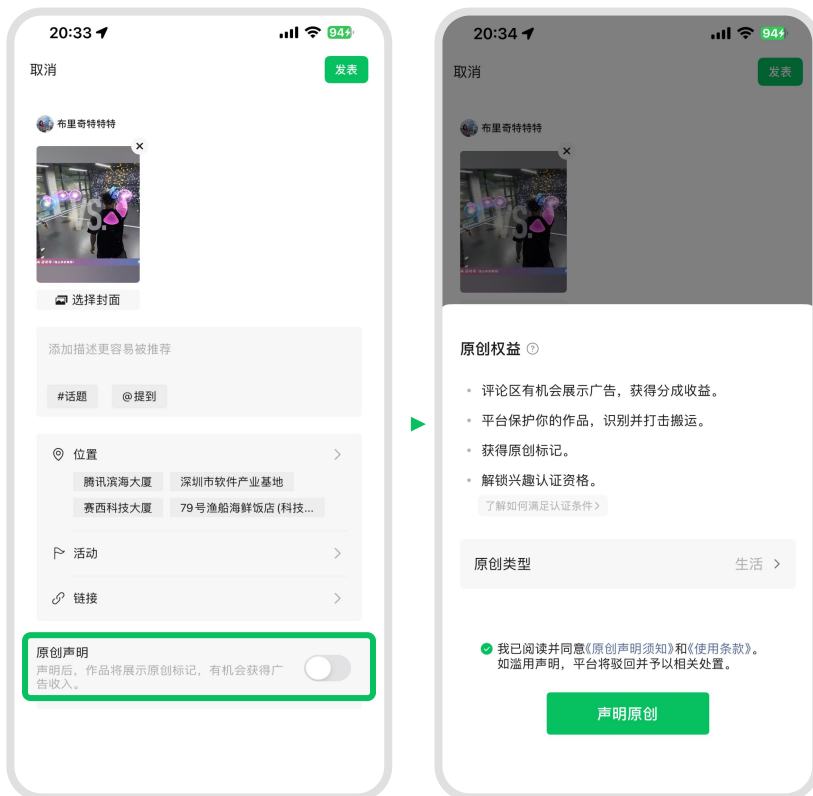 20:33
94
取消
发表
布里奇特特特
VS.
选择封面
添加描述更容易被推荐
#话题
@提到
位置
腾讯滨海大厦
深圳市软件产业基地
赛西科技大厦
79号渔船海鲜饭店(科技...
活动
链接
原创声明
声明后，作品将展示原创标记，有机会获得广
告收入。
20:34
94
取消
发表
布里奇特特特
VS.
原创权益
评论区有机会展示广告，获得分成收益。
平台保护你的作品，识别并打击搬运。
获得原创标记。
解锁兴趣认证资格。
了解如何满足认证条件>
原创类型
生活 >
我已阅读并同意《原创声明须知》和《使用条款》。
如滥用声明，平台将驳回并予以相关处置。
声明原创